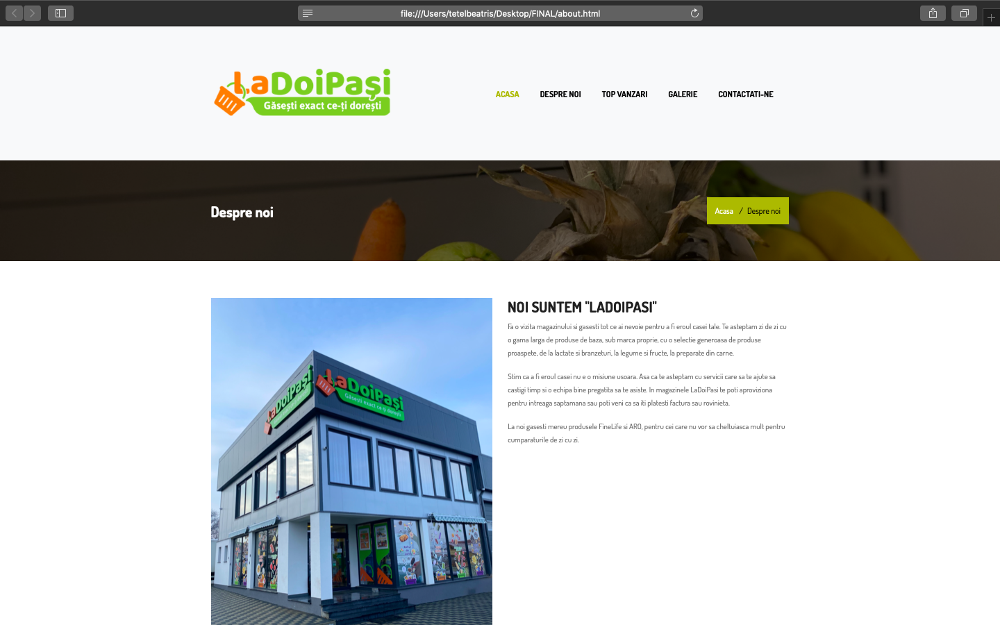 file:///Users/tetelbeatris/Desktop/FINAL/about.html
LaDoiPași
Găsești exact ce-ți dorești
ACASA DESPRE NOI TOP VANZARI GALERIE CONTACTATI-NE
Despre noi
Acasa / Despre noi
LaDoiPași
LaDoiPași
Găsești exact ce-ți dorești
NOI SUNTEM "LADOIPASI"
Fa o vizita magazinului si gasesti tot ce ai nevoie pentru a fi eroul casei tale. Te asteptam zi de zi cu
o gama larga de produse de baza, sub marca proprie, cu o selectie generoasa de produse
proaspete, de la lactate si branzeturi, la legume si fructe, la preparate din carne.
Stim ca a fi eroul casei nu e o misiune usoara. Asa ca te asteptam cu servicii care sa te ajute sa
castigi timp si o echipa bine pregatita sa te asiste. In magazinele LaDoiPasi te poti aproviziona
pentru intreaga saptamana sau poti veni ca sa iti platesti factura sau rovinieta.
La noi gasesti mereu produsele FineLife si ARO, pentru cei care nu vor sa cheltuiasca mult pentru
cumparaturile de zi cu zi.